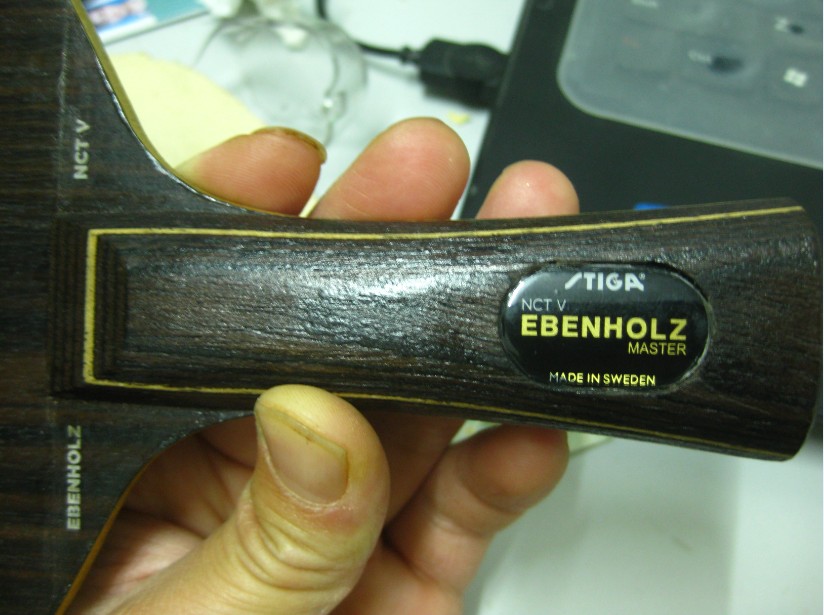 NCT V
EBENHOLZ
STIGA®
NCT V
EBENHOLZ
MASTER
MADE IN SWEDEN